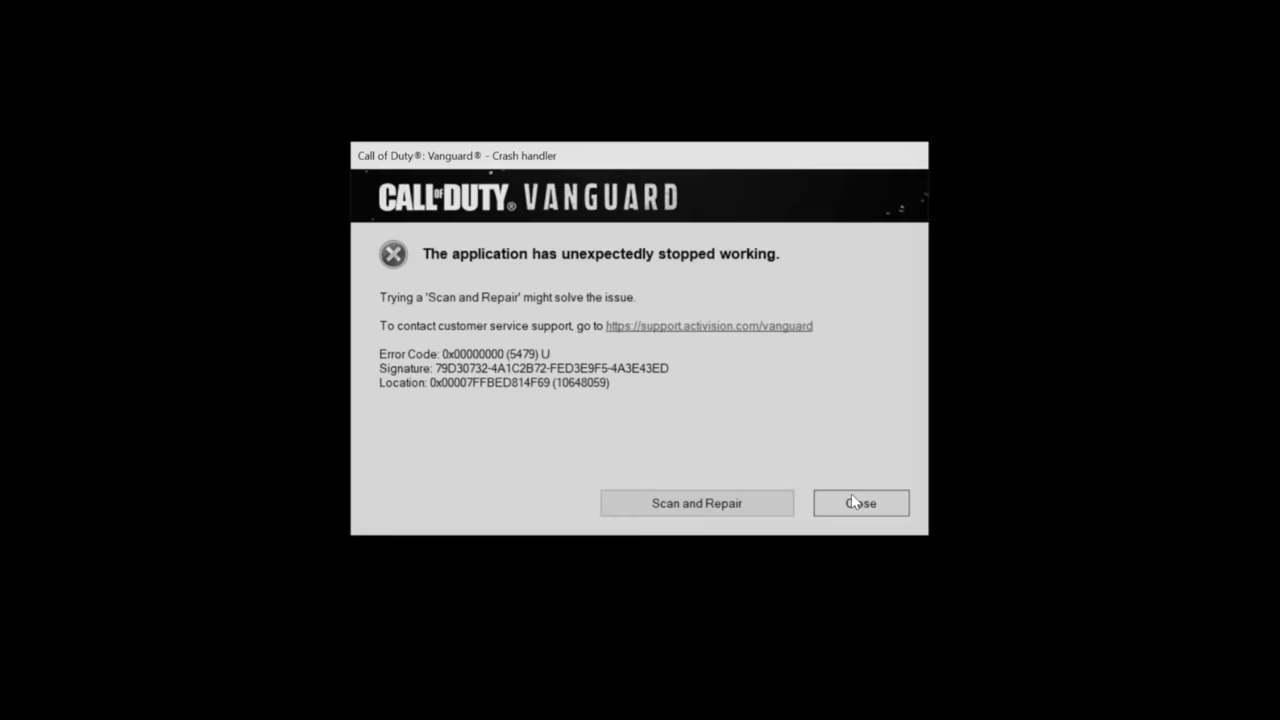 Call of Duty®: Vanguard® - Crash handler
CALL OF DUTY® VANGUARD
The application has unexpectedly stopped working.
Trying a 'Scan and Repair' might solve the issue.
To contact customer service support, go to https://support.activision.com/vanguard
Error Code: 0x00000000 (5479) U
Signature: 79D30732-4A1C2B72-FED3E9F5-4A3E43ED
Location: 0x00007FFBED814F69 (10648059)
Scan and Repair
Close